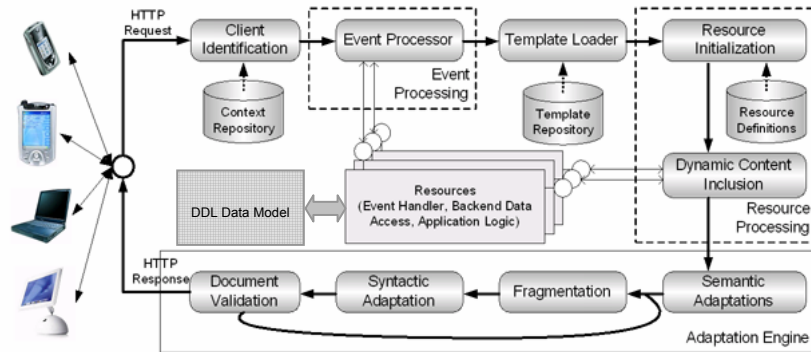 HTTP
Request
Client
Identification
Event Processor
Template Loader
Resource
Initialization
Event
Processing
Context
Repository
Template
Repository
Resource
Definitions
DDL Data Model
Resources
(Event Handler, Backend Data
Access, Application Logic)
Dynamic Content
Inclusion
Resource
Processing
HTTP
Response
Document
Validation
Syntactic
Adaptation
Fragmentation
Semantic
Adaptations
Adaptation Engine